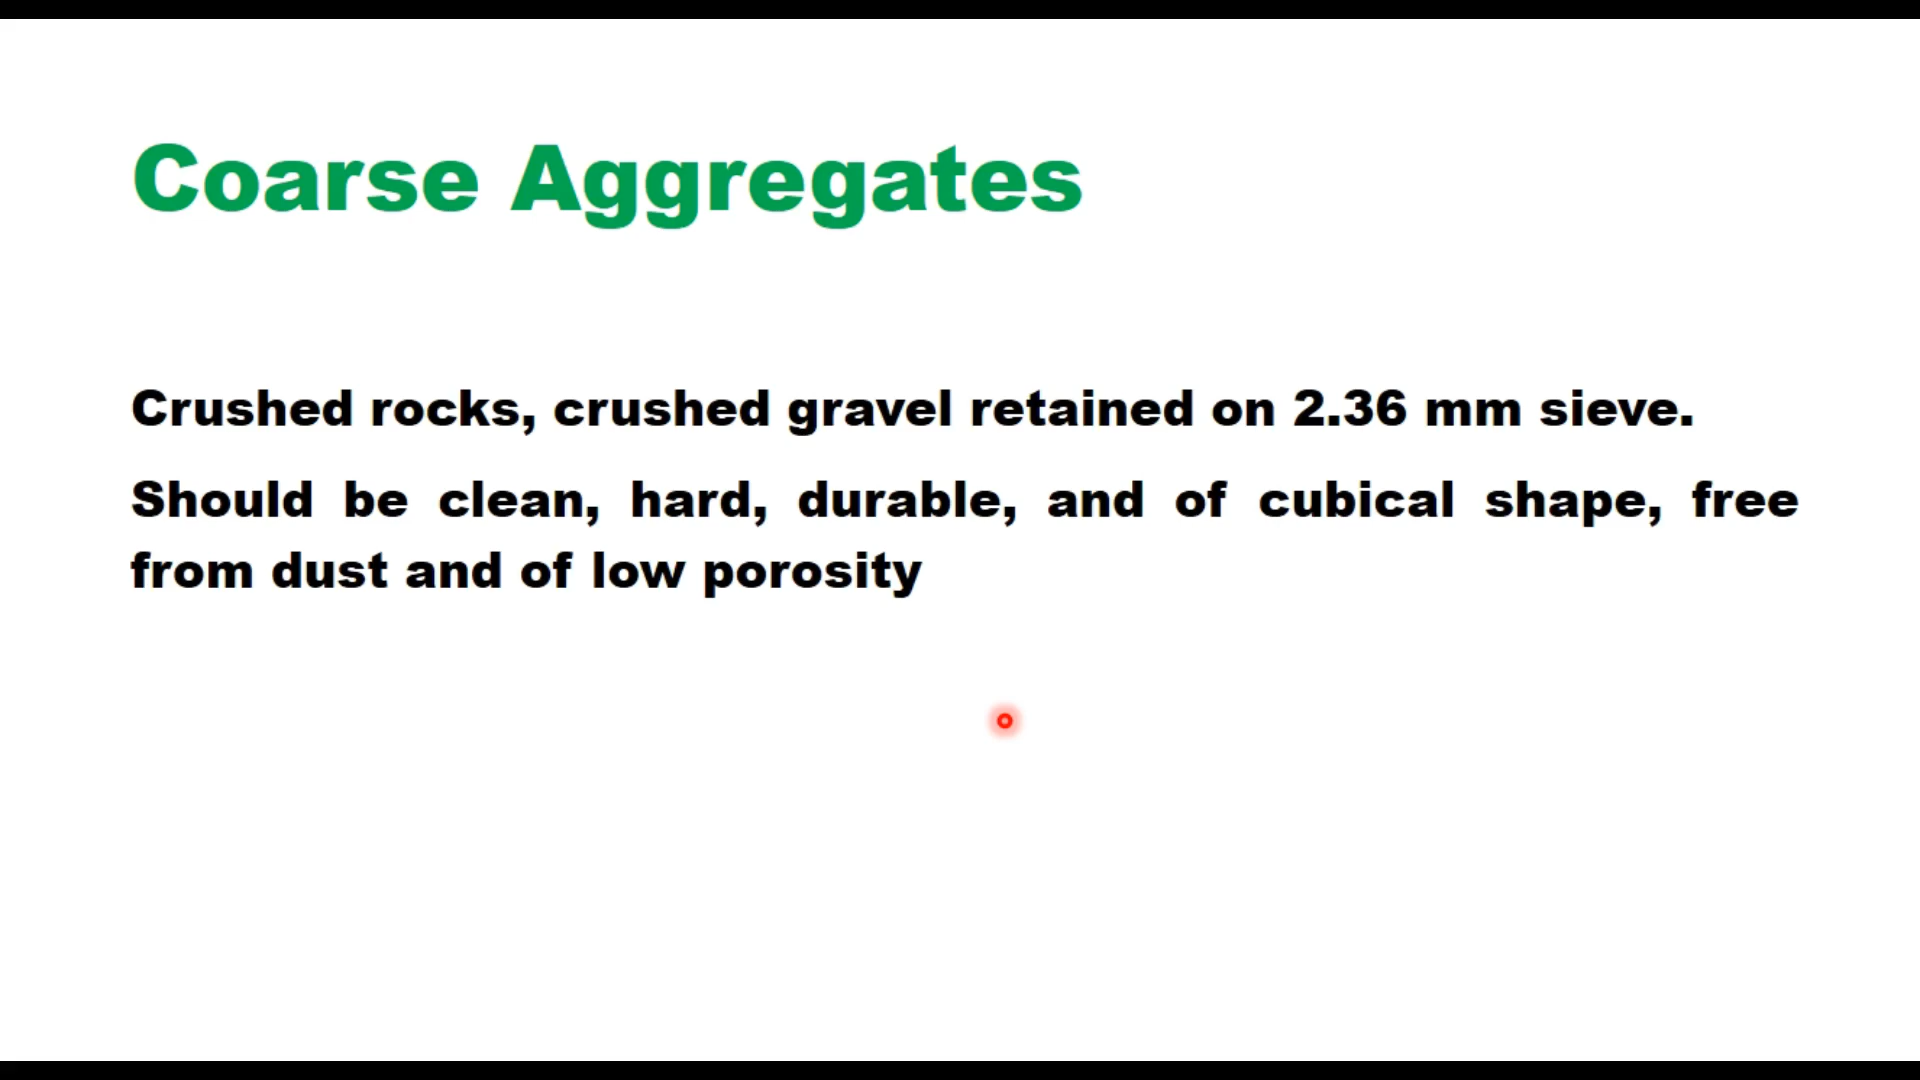 Coarse Aggregates
Crushed rocks, crushed gravel retained on 2.36 mm sieve.
Should be clean, hard, durable, and of cubical shape, free
from dust and of low porosity